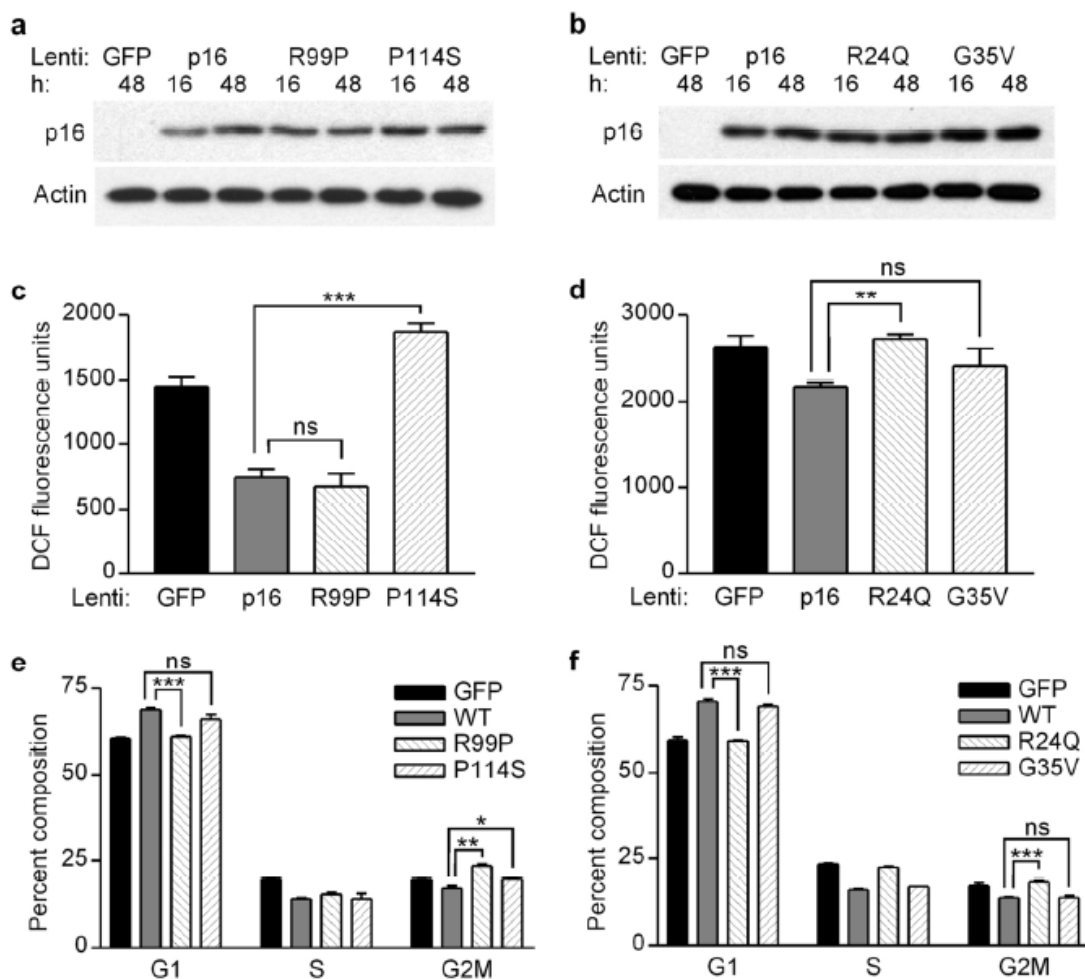 a
Lenti: GFP p16 R99P P114S
h: 48 16 48 16 48 16 48
p16
Actin
b
Lenti: GFP p16 R24Q G35V
h: 48 16 48 16 48 16 48
p16
Actin
c
DCF fluorescence units
2000
1500
1000
500
0
***
ns
Lenti: GFP p16 R99P P114S
d
DCF fluorescence units
3000
2000
1000
0
ns
**
Lenti: GFP p16 R24Q G35V
e
Percent composition
75
50
25
0
ns
***
*
**
GFP
WT
R99P
P114S
G1 S G2M
f
Percent composition
75
50
25
0
ns
***
ns
***
GFP
WT
R24Q
G35V
G1 S G2M